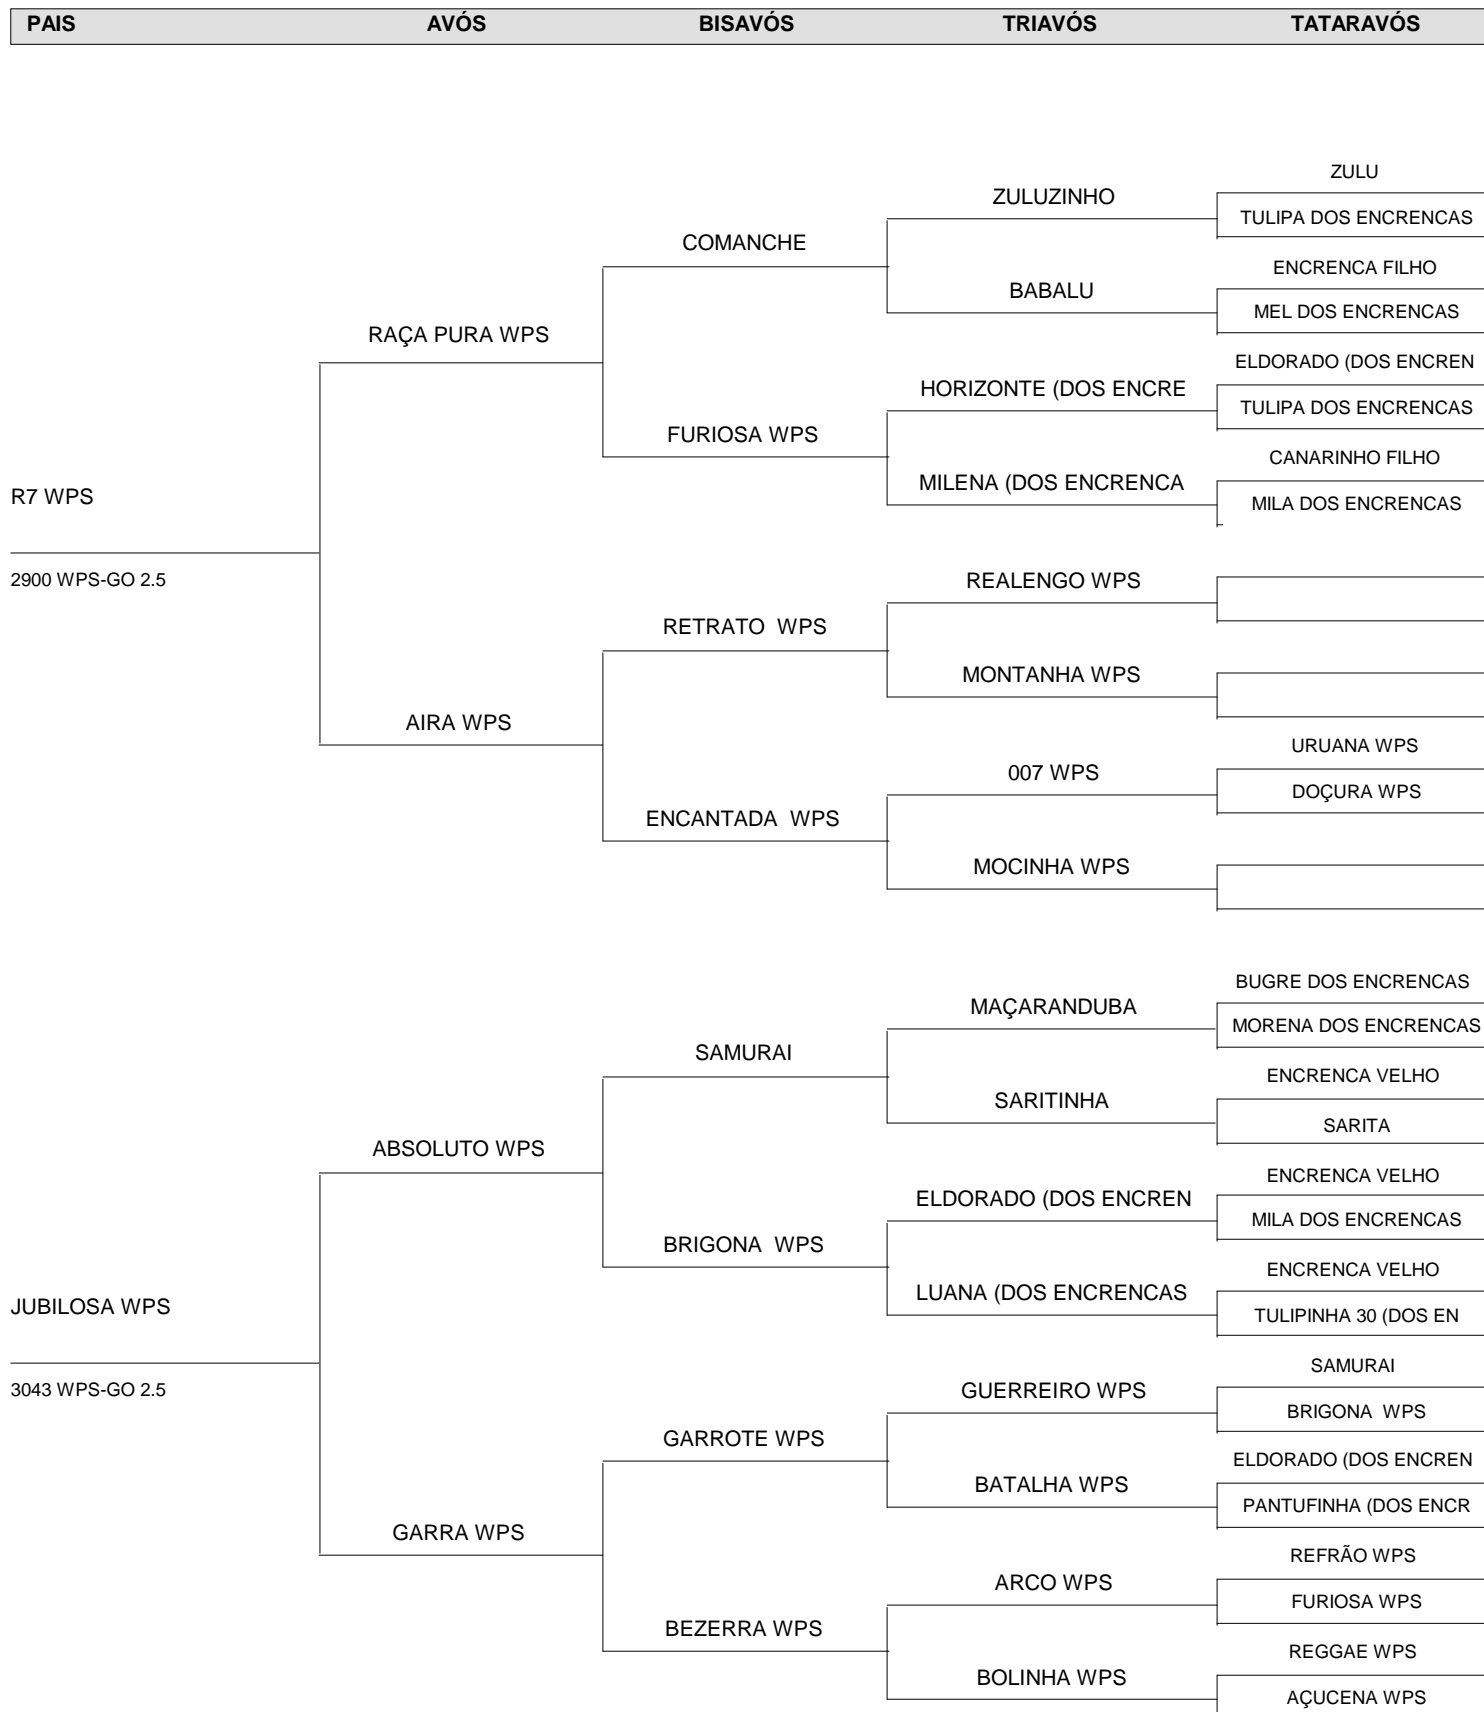 PAIS AVÓS BISAVÓS TRIAVÓS TATARAVÓS
ZULU
ZULUZINHO
TULIPA DOS ENCRENCAS
COMANCHE
ENCRENCA FILHO
BABALU
MEL DOS ENCRENCAS
RAÇA PURA WPS
ELDORADO (DOS ENCREN
HORIZONTE (DOS ENCRE
TULIPA DOS ENCRENCAS
FURIOSA WPS
CANARINHO FILHO
MILENA (DOS ENCRENCA
R7 WPS
MILA DOS ENCRENCAS
2900 WPS-GO 2.5
REALENGO WPS
RETRATO WPS
MONTANHA WPS
AIRA WPS
URUANA WPS
007 WPS
DOÇURA WPS
ENCANTADA WPS
MOCINHA WPS
BUGRE DOS ENCRENCAS
MAÇARANDUBA
MORENA DOS ENCRENCAS
SAMURAI
ENCRENCA VELHO
SARITINHA
SARITA
ABSOLUTO WPS
ENCRENCA VELHO
ELDORADO (DOS ENCREN
MILA DOS ENCRENCAS
BRIGONA WPS
ENCRENCA VELHO
LUANA (DOS ENCRENCAS
JUBILOSA WPS
TULIPINHA 30 (DOS EN
SAMURAI
3043 WPS-GO 2.5
GUERREIRO WPS
BRIGONA WPS
GARROTE WPS
ELDORADO (DOS ENCREN
BATALHA WPS
PANTUFINHA (DOS ENCR
GARRA WPS
REFRÃO WPS
ARCO WPS
FURIOSA WPS
BEZERRA WPS
REGGAE WPS
BOLINHA WPS
AÇUCENA WPS